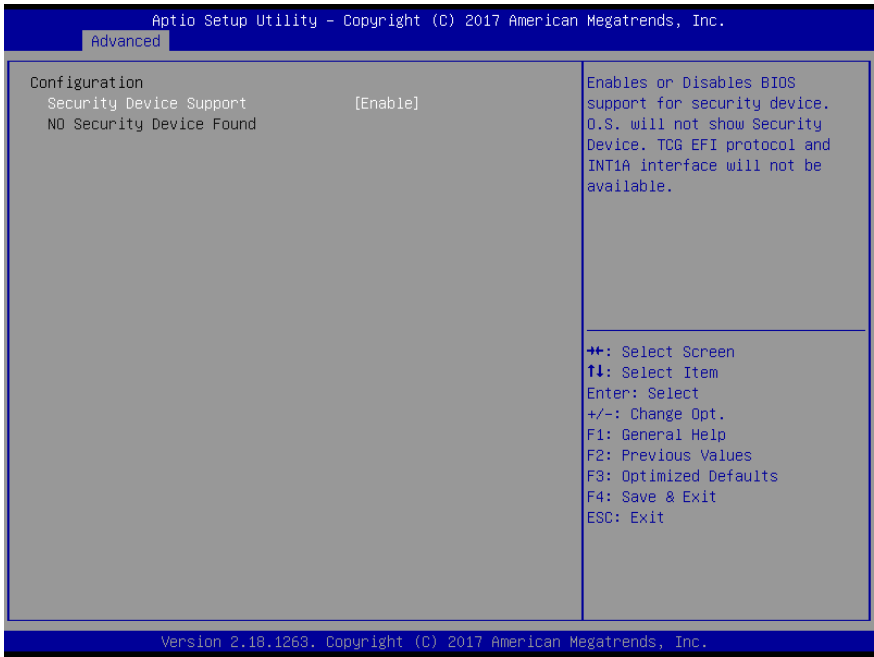 Aptio Setup Utility – Copyright (C) 2017 American Megatrends, Inc.
Advanced
Configuration
Security Device Support [Enable]
NO Security Device Found
Enables or Disables BIOS
support for security device.
O.S. will not show Security
Device. TCG EFI protocol and
INT1A interface will not be
available.
→←: Select Screen
↑↓: Select Item
Enter: Select
+/-: Change Opt.
F1: General Help
F2: Previous Values
F3: Optimized Defaults
F4: Save & Exit
ESC: Exit
Version 2.18.1263. Copyright (C) 2017 American Megatrends, Inc.